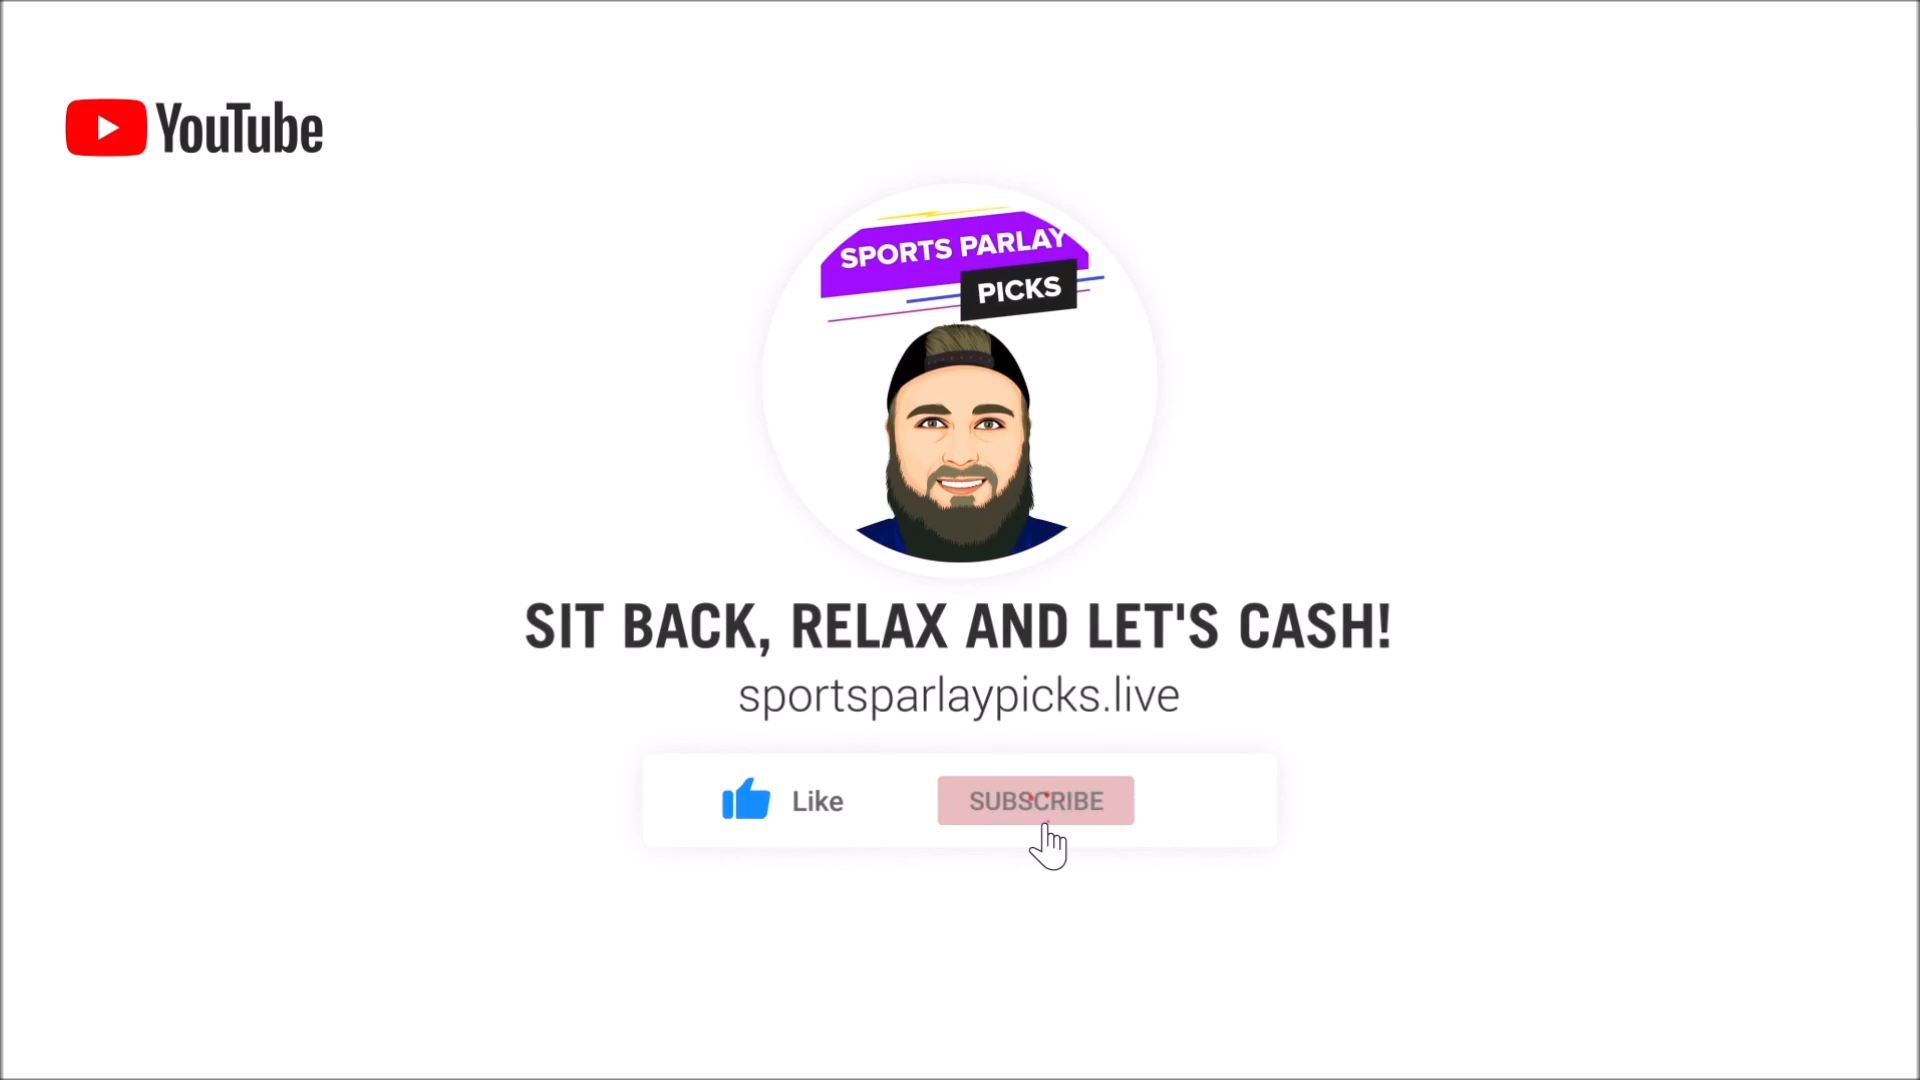 YouTube
SPORTS PARLAY
PICKS
SIT BACK, RELAX AND LET'S CASH!
sportsparlaypicks.live
Like
SUBSCRIBE